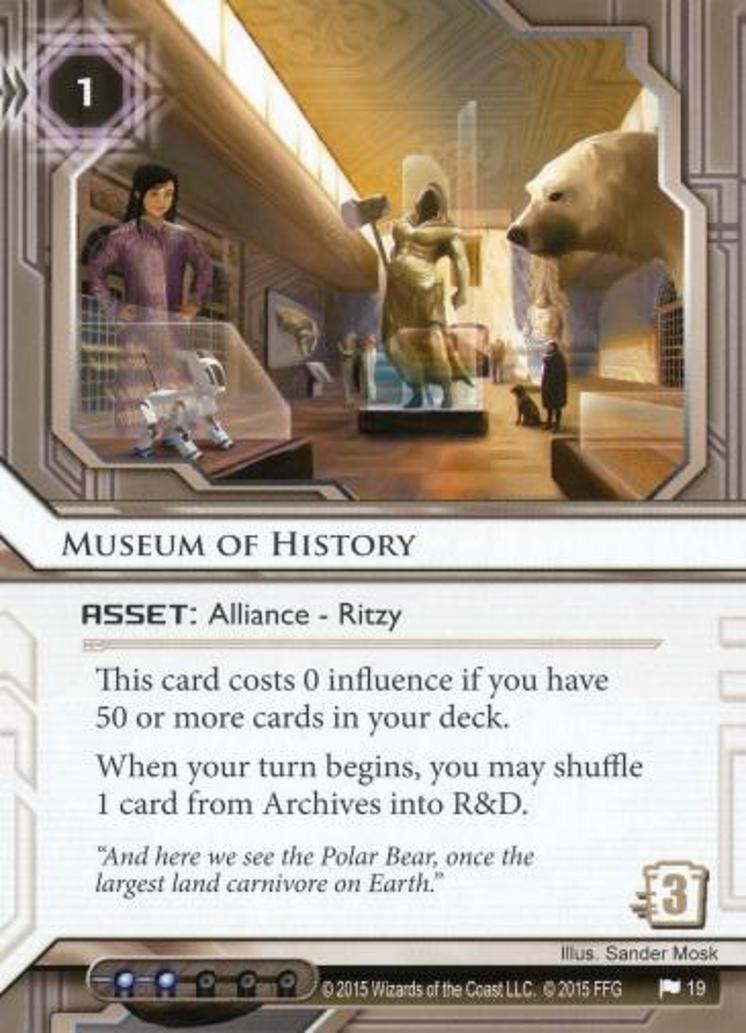 1
MUSEUM OF HISTORY
ASSET: Alliance - Ritzy
This card costs 0 influence if you have
50 or more cards in your deck.
When your turn begins, you may shuffle
1 card from Archives into R&D.
“And here we see the Polar Bear, once the
largest land carnivore on Earth.”
3
Illus. Sander Mosk
© 2015 Wizards of the Coast LLC. © 2015 FFG 19